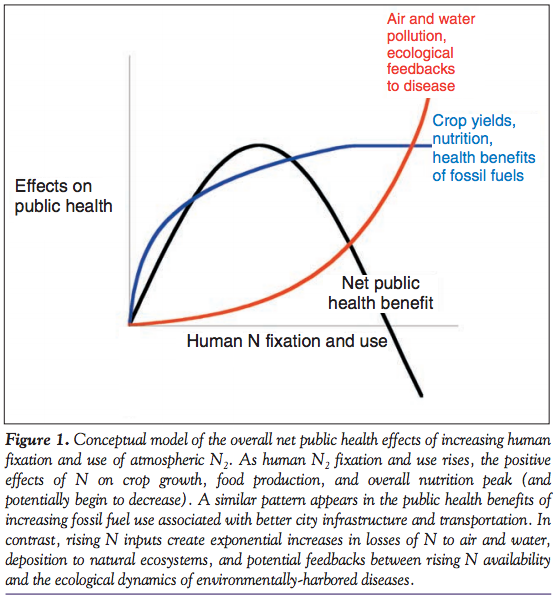 Air and water
pollution,
ecological
feedbacks
to disease
Crop yields,
nutrition,
health benefits
of fossil fuels
Effects on
public health
Net public
health benefit
Human N fixation and use
Figure 1. Conceptual model of the overall net public health effects of increasing human
fixation and use of atmospheric N₂. As human N₂ fixation and use rises, the positive
effects of N on crop growth, food production, and overall nutrition peak (and
potentially begin to decrease). A similar pattern appears in the public health benefits of
increasing fossil fuel use associated with better city infrastructure and transportation. In
contrast, rising N inputs create exponential increases in losses of N to air and water,
deposition to natural ecosystems, and potential feedbacks between rising N availability
and the ecological dynamics of environmentally-harbored diseases.